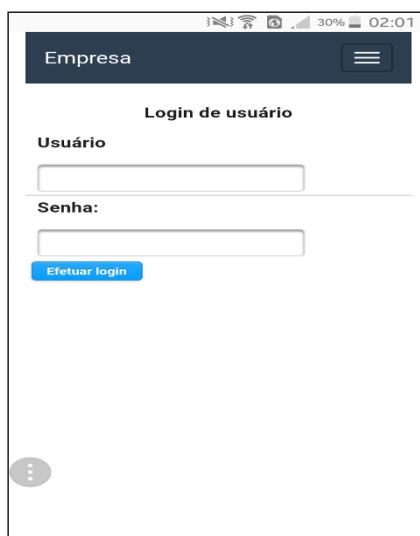 30% 02:01
Empresa
Login de usuário
Usuário
Senha:
Efetuar login